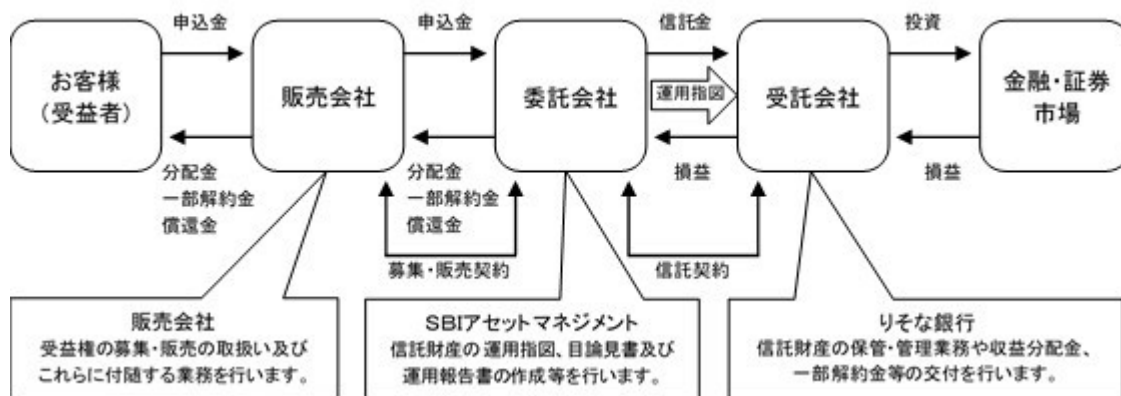 申込金
申込金
信託金
投資
お客様
(受益者)
販売会社
委託会社
運用指図
受託会社
金融・証券
市場
分配金
一部解約金
償還金
分配金
一部解約金
償還金
損益
損益
募集・販売契約
信託契約
販売会社
受益権の募集・販売の取扱い及び
これらに付随する業務を行います。
SBIアセットマネジメント
信託財産の運用指図、目論見書及び
運用報告書の作成等を行います。
りそな銀行
信託財産の保管・管理業務や収益分配金、
一部解約金等の交付を行います。